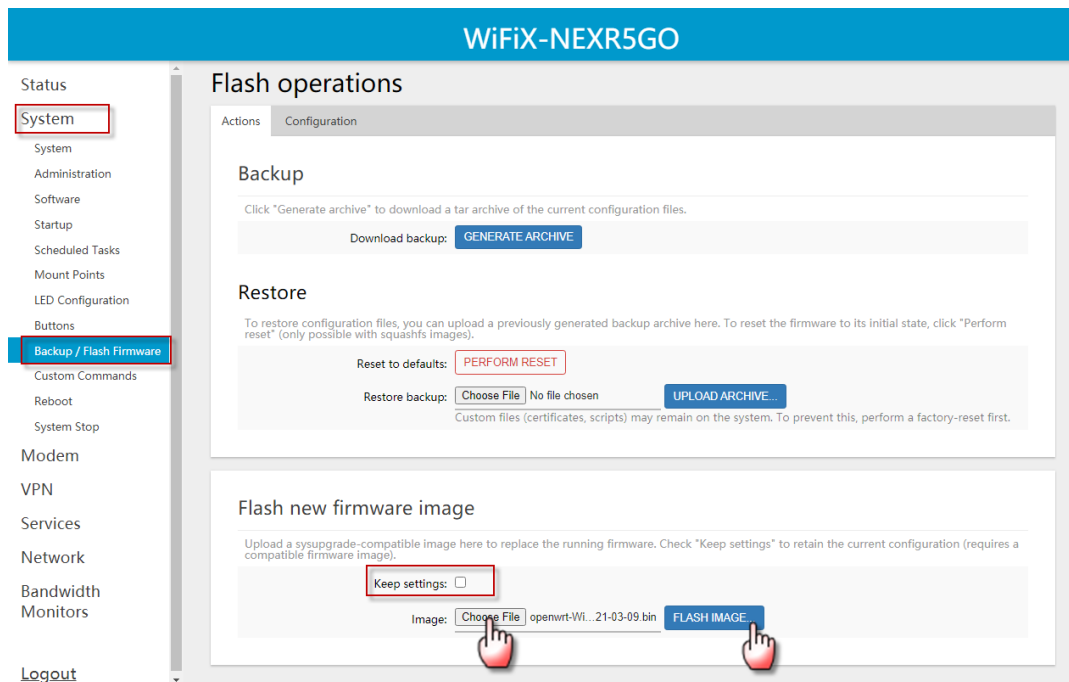 WiFiX-NEXR5GO
Status
System
System
Administration
Software
Startup
Scheduled Tasks
Mount Points
LED Configuration
Buttons
Backup / Flash Firmware
Custom Commands
Reboot
System Stop
Modem
VPN
Services
Network
Bandwidth
Monitors
Logout
Flash operations
Actions Configuration
Backup
Click "Generate archive" to download a tar archive of the current configuration files.
Download backup: GENERATE ARCHIVE
Restore
To restore configuration files, you can upload a previously generated backup archive here. To reset the firmware to its initial state, click "Perform
reset" (only possible with squashfs images).
Reset to defaults: PERFORM RESET
Restore backup: Choose File No file chosen UPLOAD ARCHIVE...
Custom files (certificates, scripts) may remain on the system. To prevent this, perform a factory-reset first.
Flash new firmware image
Upload a sysupgrade-compatible image here to replace the running firmware. Check "Keep settings" to retain the current configuration (requires a
compatible firmware image).
Keep settings:
Image: Choose File openwrt-Wi...21-03-09.bin FLASH IMAGE...